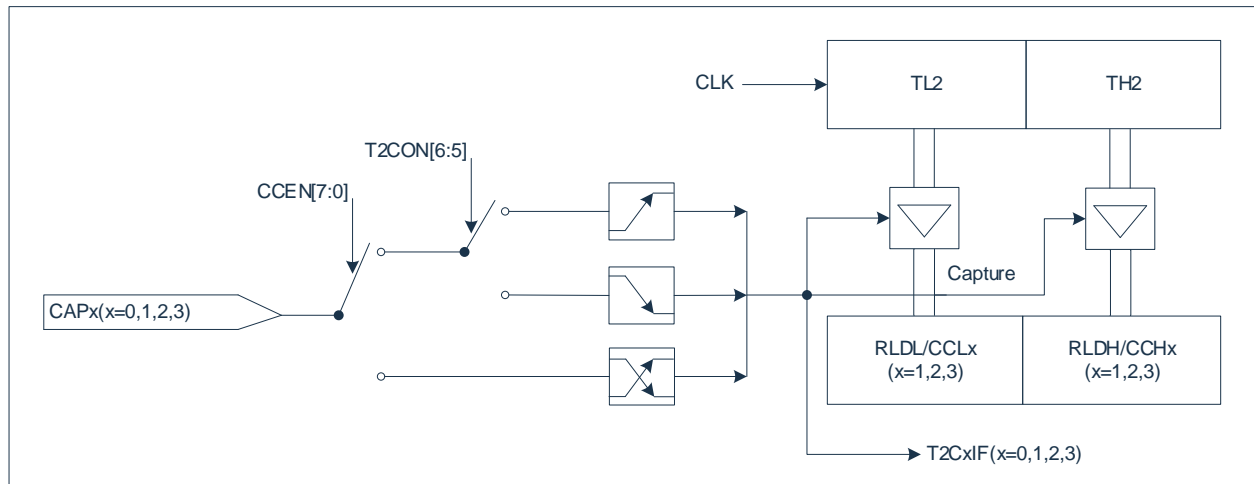 CLK
TL2
TH2
T2CON[6:5]
CCEN[7:0]
Capture
CAPx(x=0,1,2,3)
RLDL/CCLx
(x=1,2,3)
RLDH/CCHx
(x=1,2,3)
T2CxIF(x=0,1,2,3)